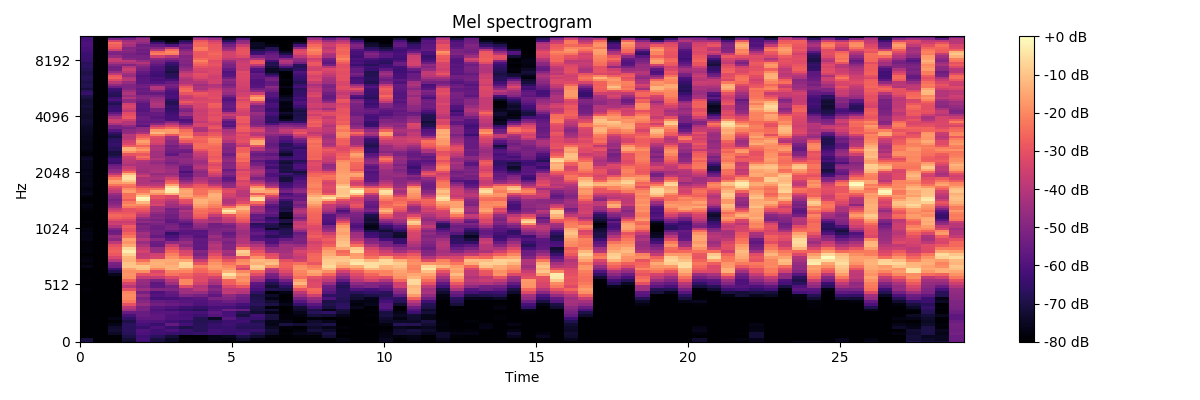 Mel spectrogram
Hz
8192
4096
2048
1024
512
0
0 5 10 15 20 25
Time
+0 dB
-10 dB
-20 dB
-30 dB
-40 dB
-50 dB
-60 dB
-70 dB
-80 dB